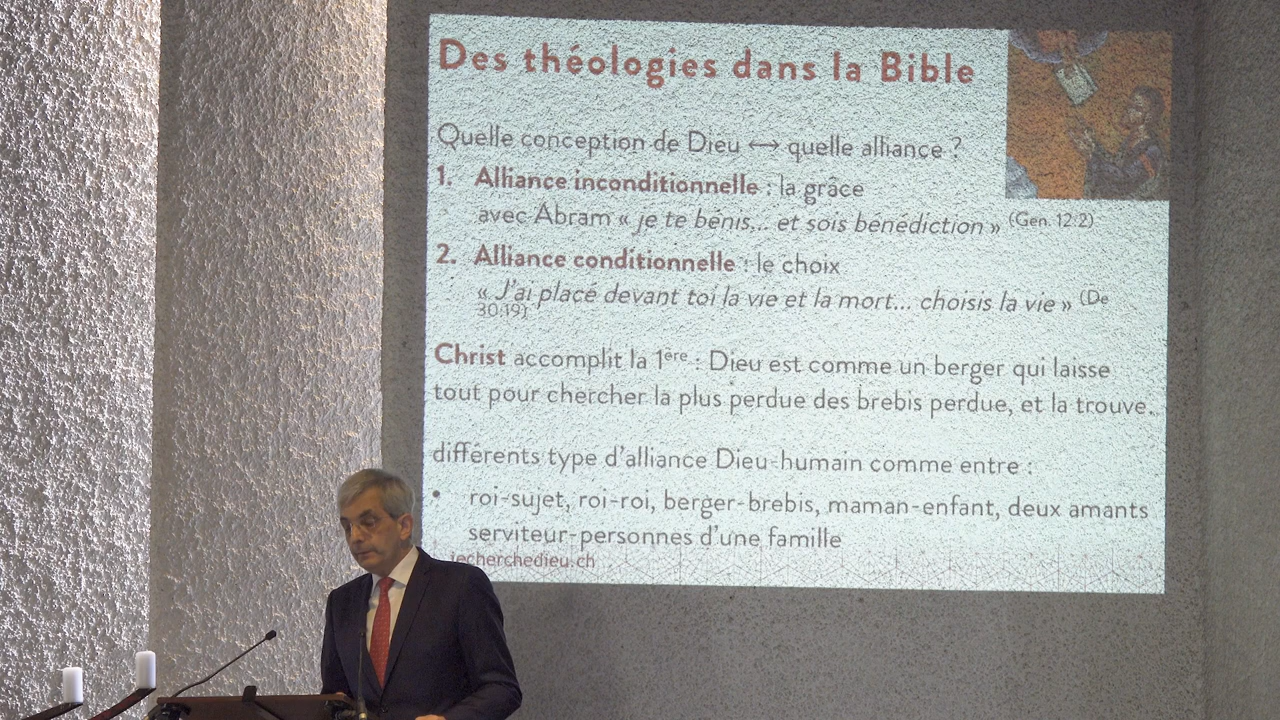 Des théologies dans la Bible
Quelle conception de Dieu ↔ quelle alliance ?
1. Alliance inconditionnelle : la grâce
avec Abram « je te bénis... et sois bénédiction » (Gen. 12:2)
2. Alliance conditionnelle : le choix
« J'ai placé devant toi la vie et la mort... choisis la vie » (De
30:19)
Christ accomplit la 1ère : Dieu est comme un berger qui laisse
tout pour chercher la plus perdue des brebis perdue, et la trouve.
différents type d'alliance Dieu-humain comme entre :
• roi-sujet, roi-roi, berger-brebis, maman-enfant, deux amants
serviteur-personnes d'une famille
jecherchedieu.ch